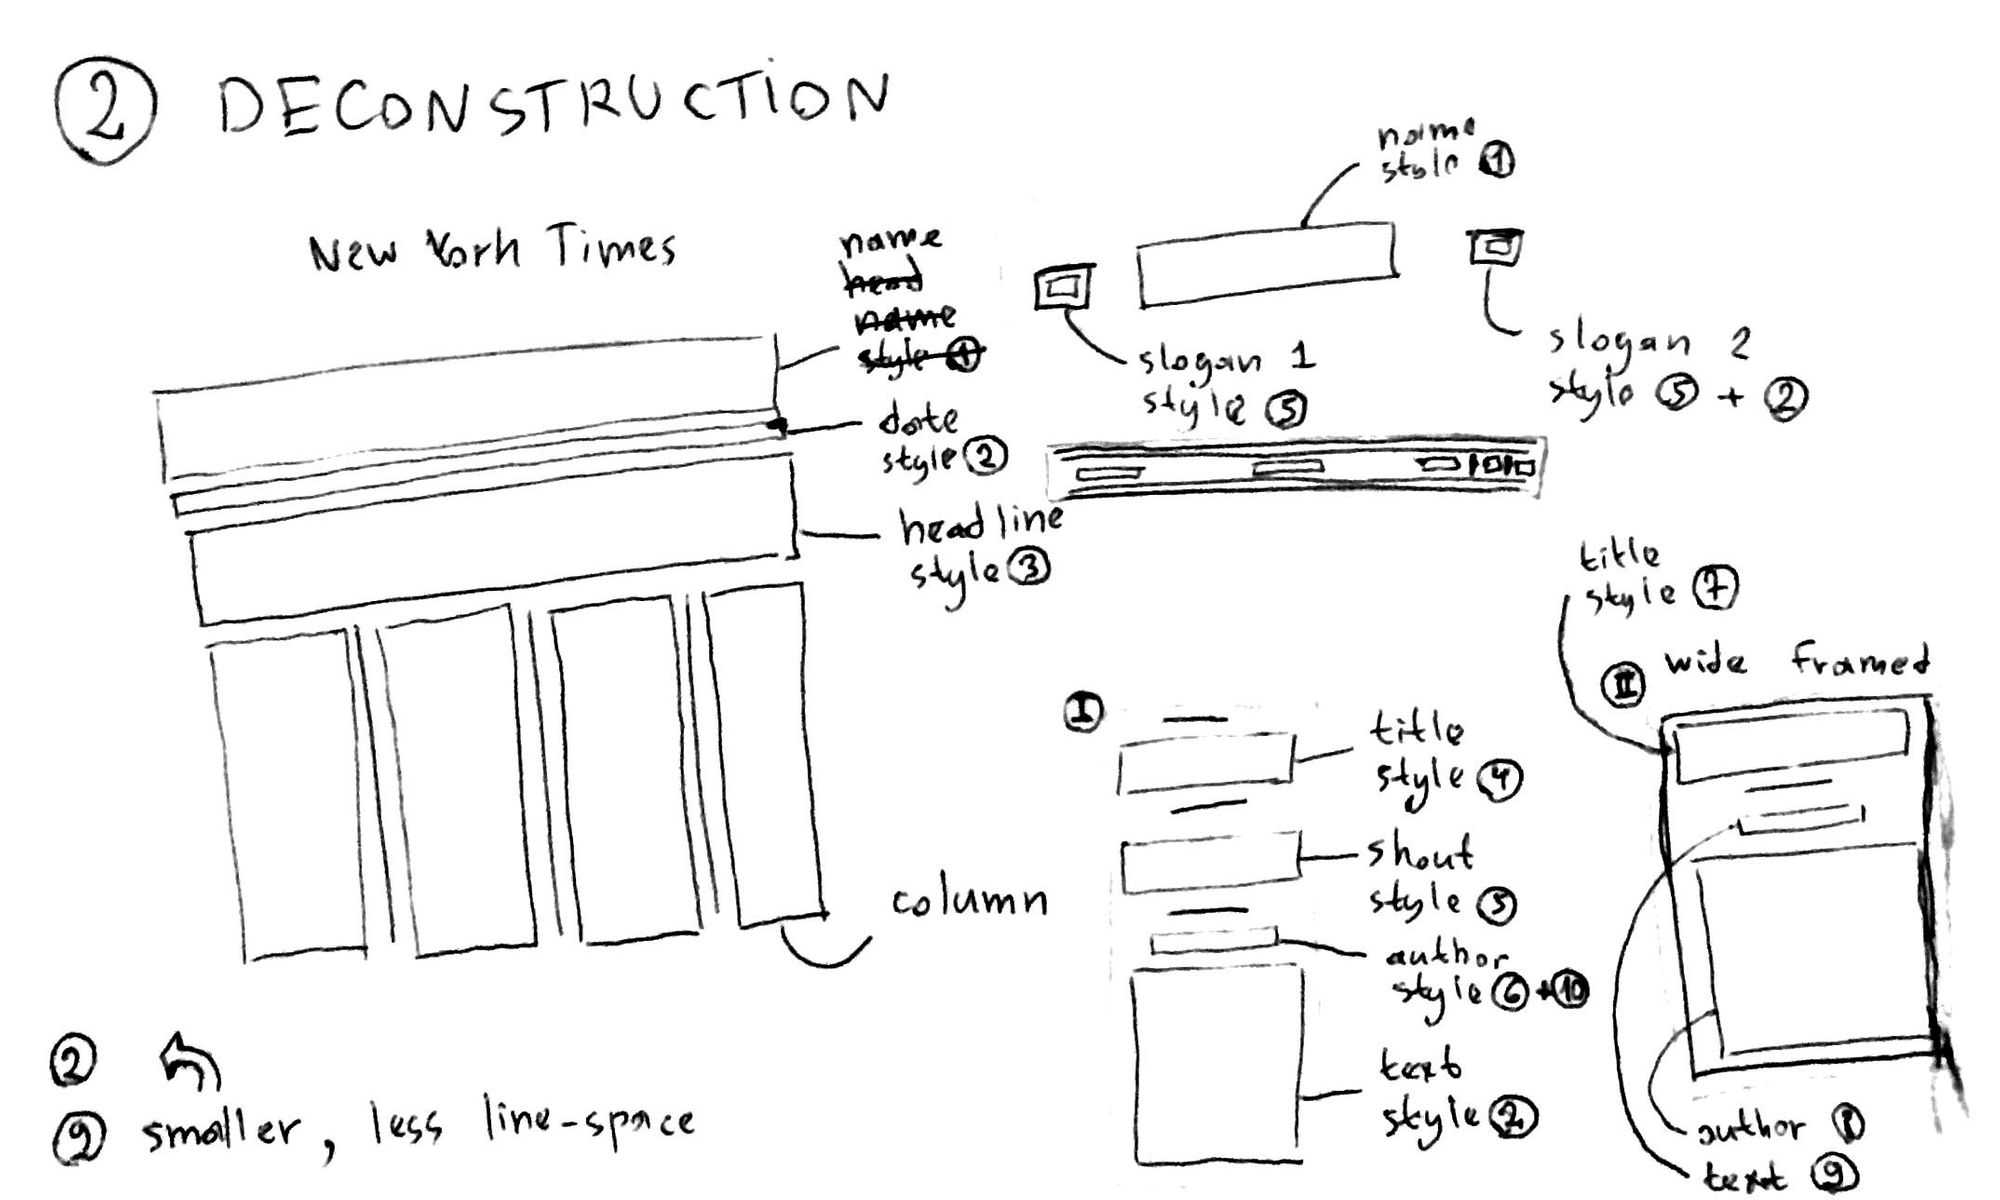 ② DECONSTRUCTION
New York Times
name
head
name
style ①
date
style ②
headline
style ③
column
name
style ①
slogan 1
style ⑤
slogan 2
style ⑤ + ②
Ⅰ
title
style ④
shout
style ⑤
author
style ⑥ + ⑩
text
style ②
title
style ⑦
Ⅱ wide framed
author ⑧
text ⑨
②
⑨ smaller, less line-space